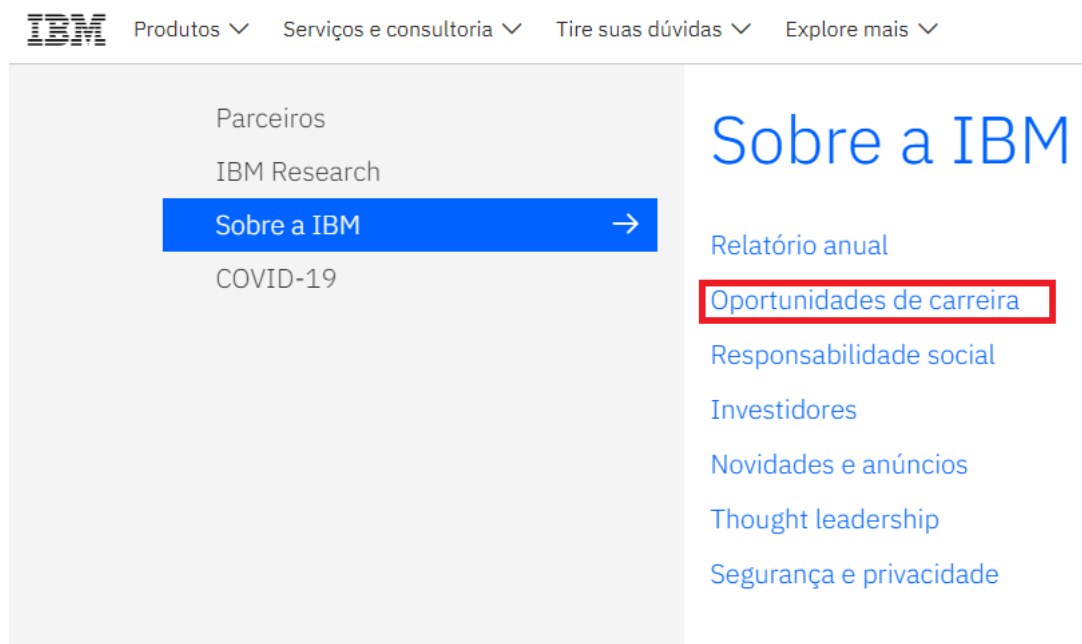 IBM Produtos Serviços e consultoria Tire suas dúvidas Explore mais
Parceiros
IBM Research
Sobre a IBM
COVID-19
Sobre a IBM
Relatório anual
Oportunidades de carreira
Responsabilidade social
Investidores
Novidades e anúncios
Thought leadership
Segurança e privacidade